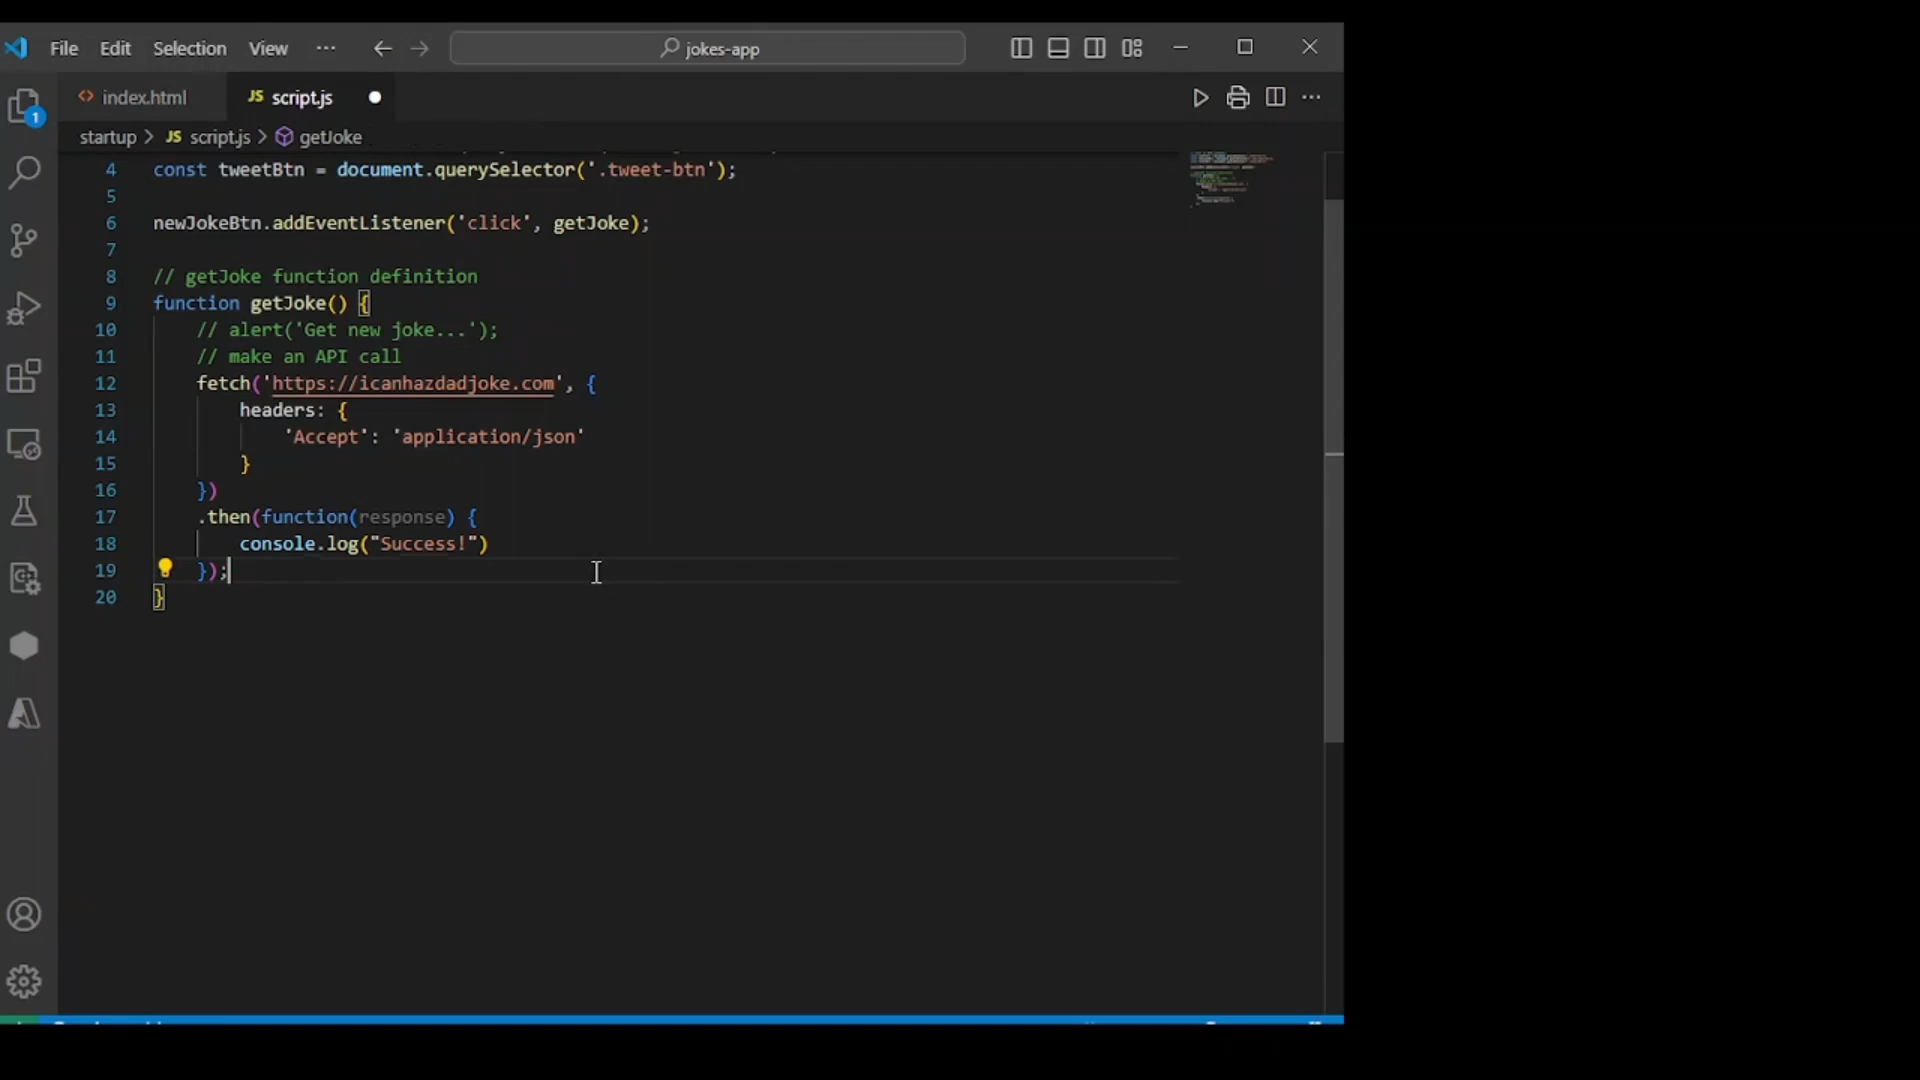 File Edit Selection View ··· jokes-app
index.html JS script.js
1
startup > JS script.js > getJoke
4 const tweetBtn = document.querySelector('.tweet-btn');
5
6 newJokeBtn.addEventListener('click', getJoke);
7
8 // getJoke function definition
9 function getJoke() {
10 // alert('Get new joke...');
11 // make an API call
12 fetch('https://icanhazdadjoke.com', {
13 headers: {
14 'Accept': 'application/json'
15 }
16 })
17 .then(function(response) {
18 console.log("Success!")
19 });
20 }